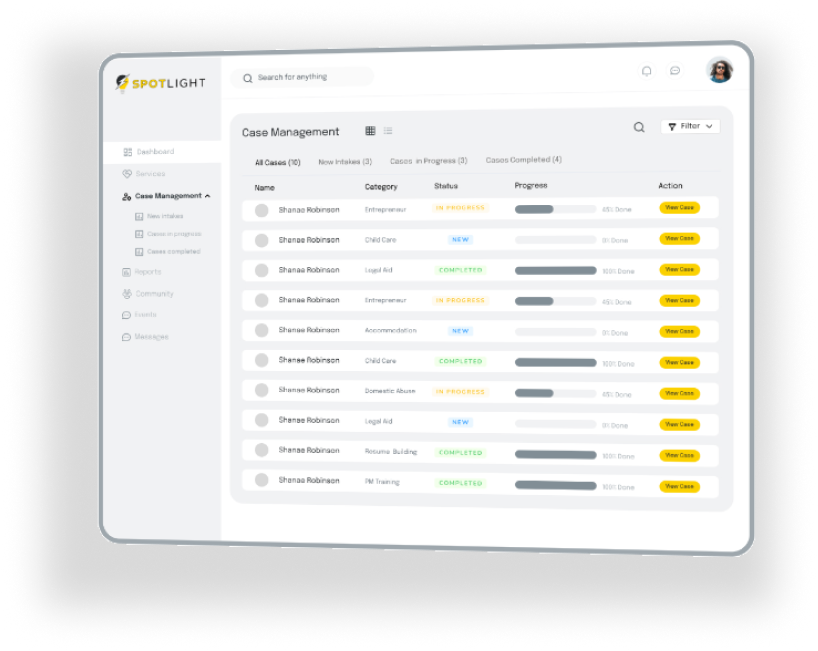 SPOTLIGHT
Search for anything
Dashboard
Services
Case Management
New intakes
Cases in progress
Cases completed
Reports
Community
Events
Messages
Case Management
Filter
All Cases (10) New Intakes (3) Cases in Progress (3) Cases Completed (4)
Name Category Status Progress Action
Shanae Robinson Entrepreneur IN PROGRESS 45% Done View Case
Shanae Robinson Child Care NEW 0% Done View Case
Shanae Robinson Legal Aid COMPLETED 100% Done View Case
Shanae Robinson Entrepreneur IN PROGRESS 45% Done View Case
Shanae Robinson Accommodation NEW 0% Done View Case
Shanae Robinson Child Care COMPLETED 100% Done View Case
Shanae Robinson Domestic Abuse IN PROGRESS 45% Done View Case
Shanae Robinson Legal Aid NEW 0% Done View Case
Shanae Robinson Resume Building COMPLETED 100% Done View Case
Shanae Robinson PM Training COMPLETED 100% Done View Case